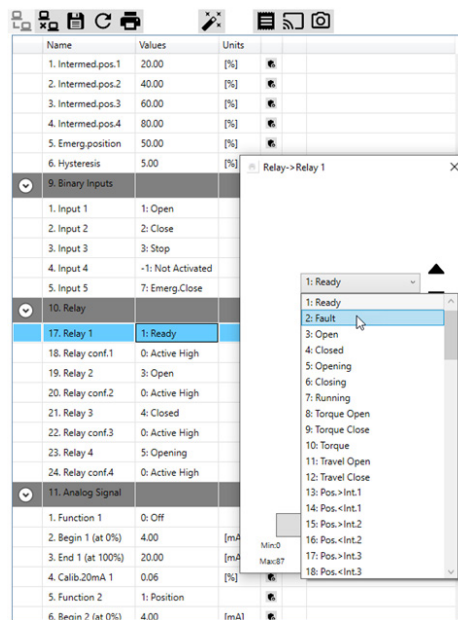 Name Values Units
1. Intermed.pos.1 20.00 [%]
2. Intermed.pos.2 40.00 [%]
3. Intermed.pos.3 60.00 [%]
4. Intermed.pos.4 80.00 [%]
5. Emerg.position 50.00 [%]
6. Hysteresis 5.00 [%]
9. Binary Inputs
1. Input 1 1: Open
2. Input 2 2: Close
3. Input 3 3: Stop
4. Input 4 -1: Not Activated
5. Input 5 7: Emerg.Close
10. Relay
17. Relay 1 1: Ready
18. Relay conf.1 0: Active High
19. Relay 2 3: Open
20. Relay conf.2 0: Active High
21. Relay 3 4: Closed
22. Relay conf.3 0: Active High
23. Relay 4 5: Opening
24. Relay conf.4 0: Active High
11. Analog Signal
1. Function 1 0: Off
2. Begin 1 (at 0%) 4.00 [mA
3. End 1 (at 100%) 20.00 [mA
4. Calib.20mA 1 0.06 [%]
5. Function 2 1: Position
6. Begin 2 (at 0%) 4.00 [mA]
Relay->Relay 1
1: Ready
1: Ready
2: Fault
3: Open
4: Closed
5: Opening
6: Closing
7: Running
8: Torque Open
9: Torque Close
10: Torque
11: Travel Open
12: Travel Close
13: Pos.>Int.1
14: Pos.<Int.1
15: Pos.>Int.2
16: Pos.<Int.2
17: Pos.>Int.3
18: Pos.<Int.3
Min:0
Max:87